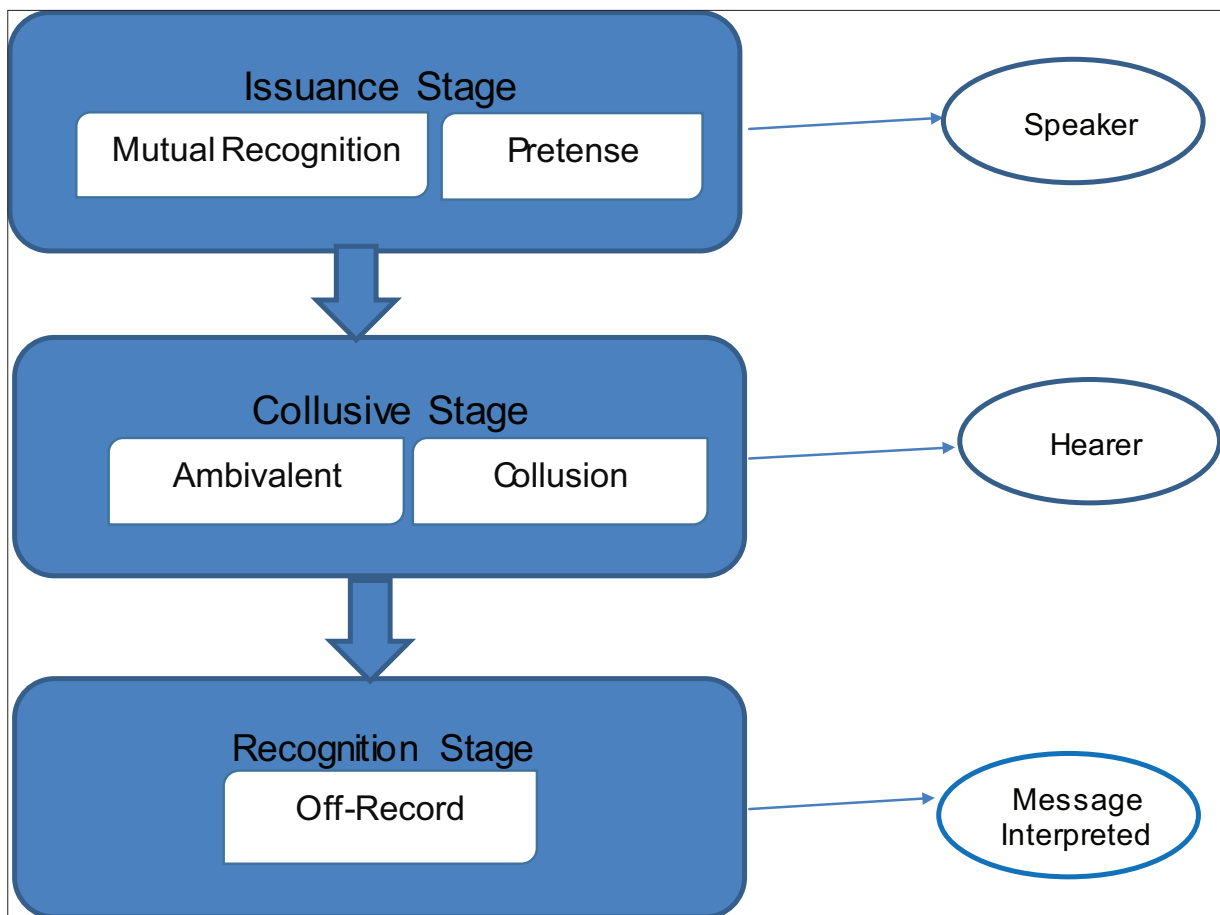 Issuance Stage
Mutual Recognition
Pretense
Speaker
Collusive Stage
Ambivalent
Collusion
Hearer
Recognition Stage
Off-Record
Message
Interpreted